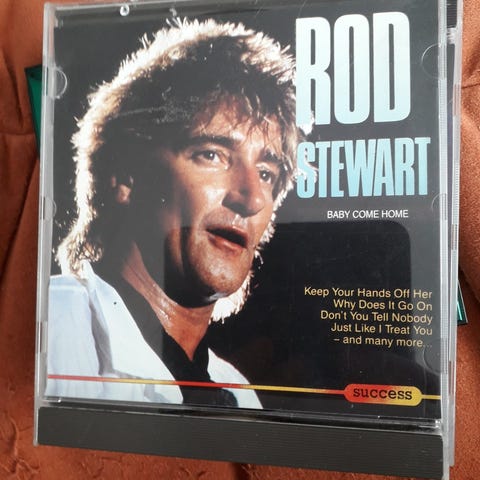 ROD
STEWART
BABY COME HOME
Keep Your Hands Off Her
Why Does It Go On
Don't You Tell Nobody
Just Like I Treat You
– and many more...
success